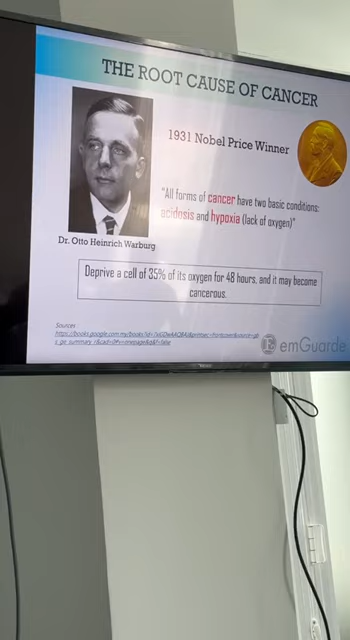 THE ROOT CAUSE OF CANCER
1931 Nobel Price Winner
"All forms of cancer have two basic conditions:
acidosis and hypoxia (lack of oxygen)"
Dr. Otto Heinrich Warburg
Deprive a cell of 35% of its oxygen for 48 hours, and it may become
cancerous.
Sources
emGuarde